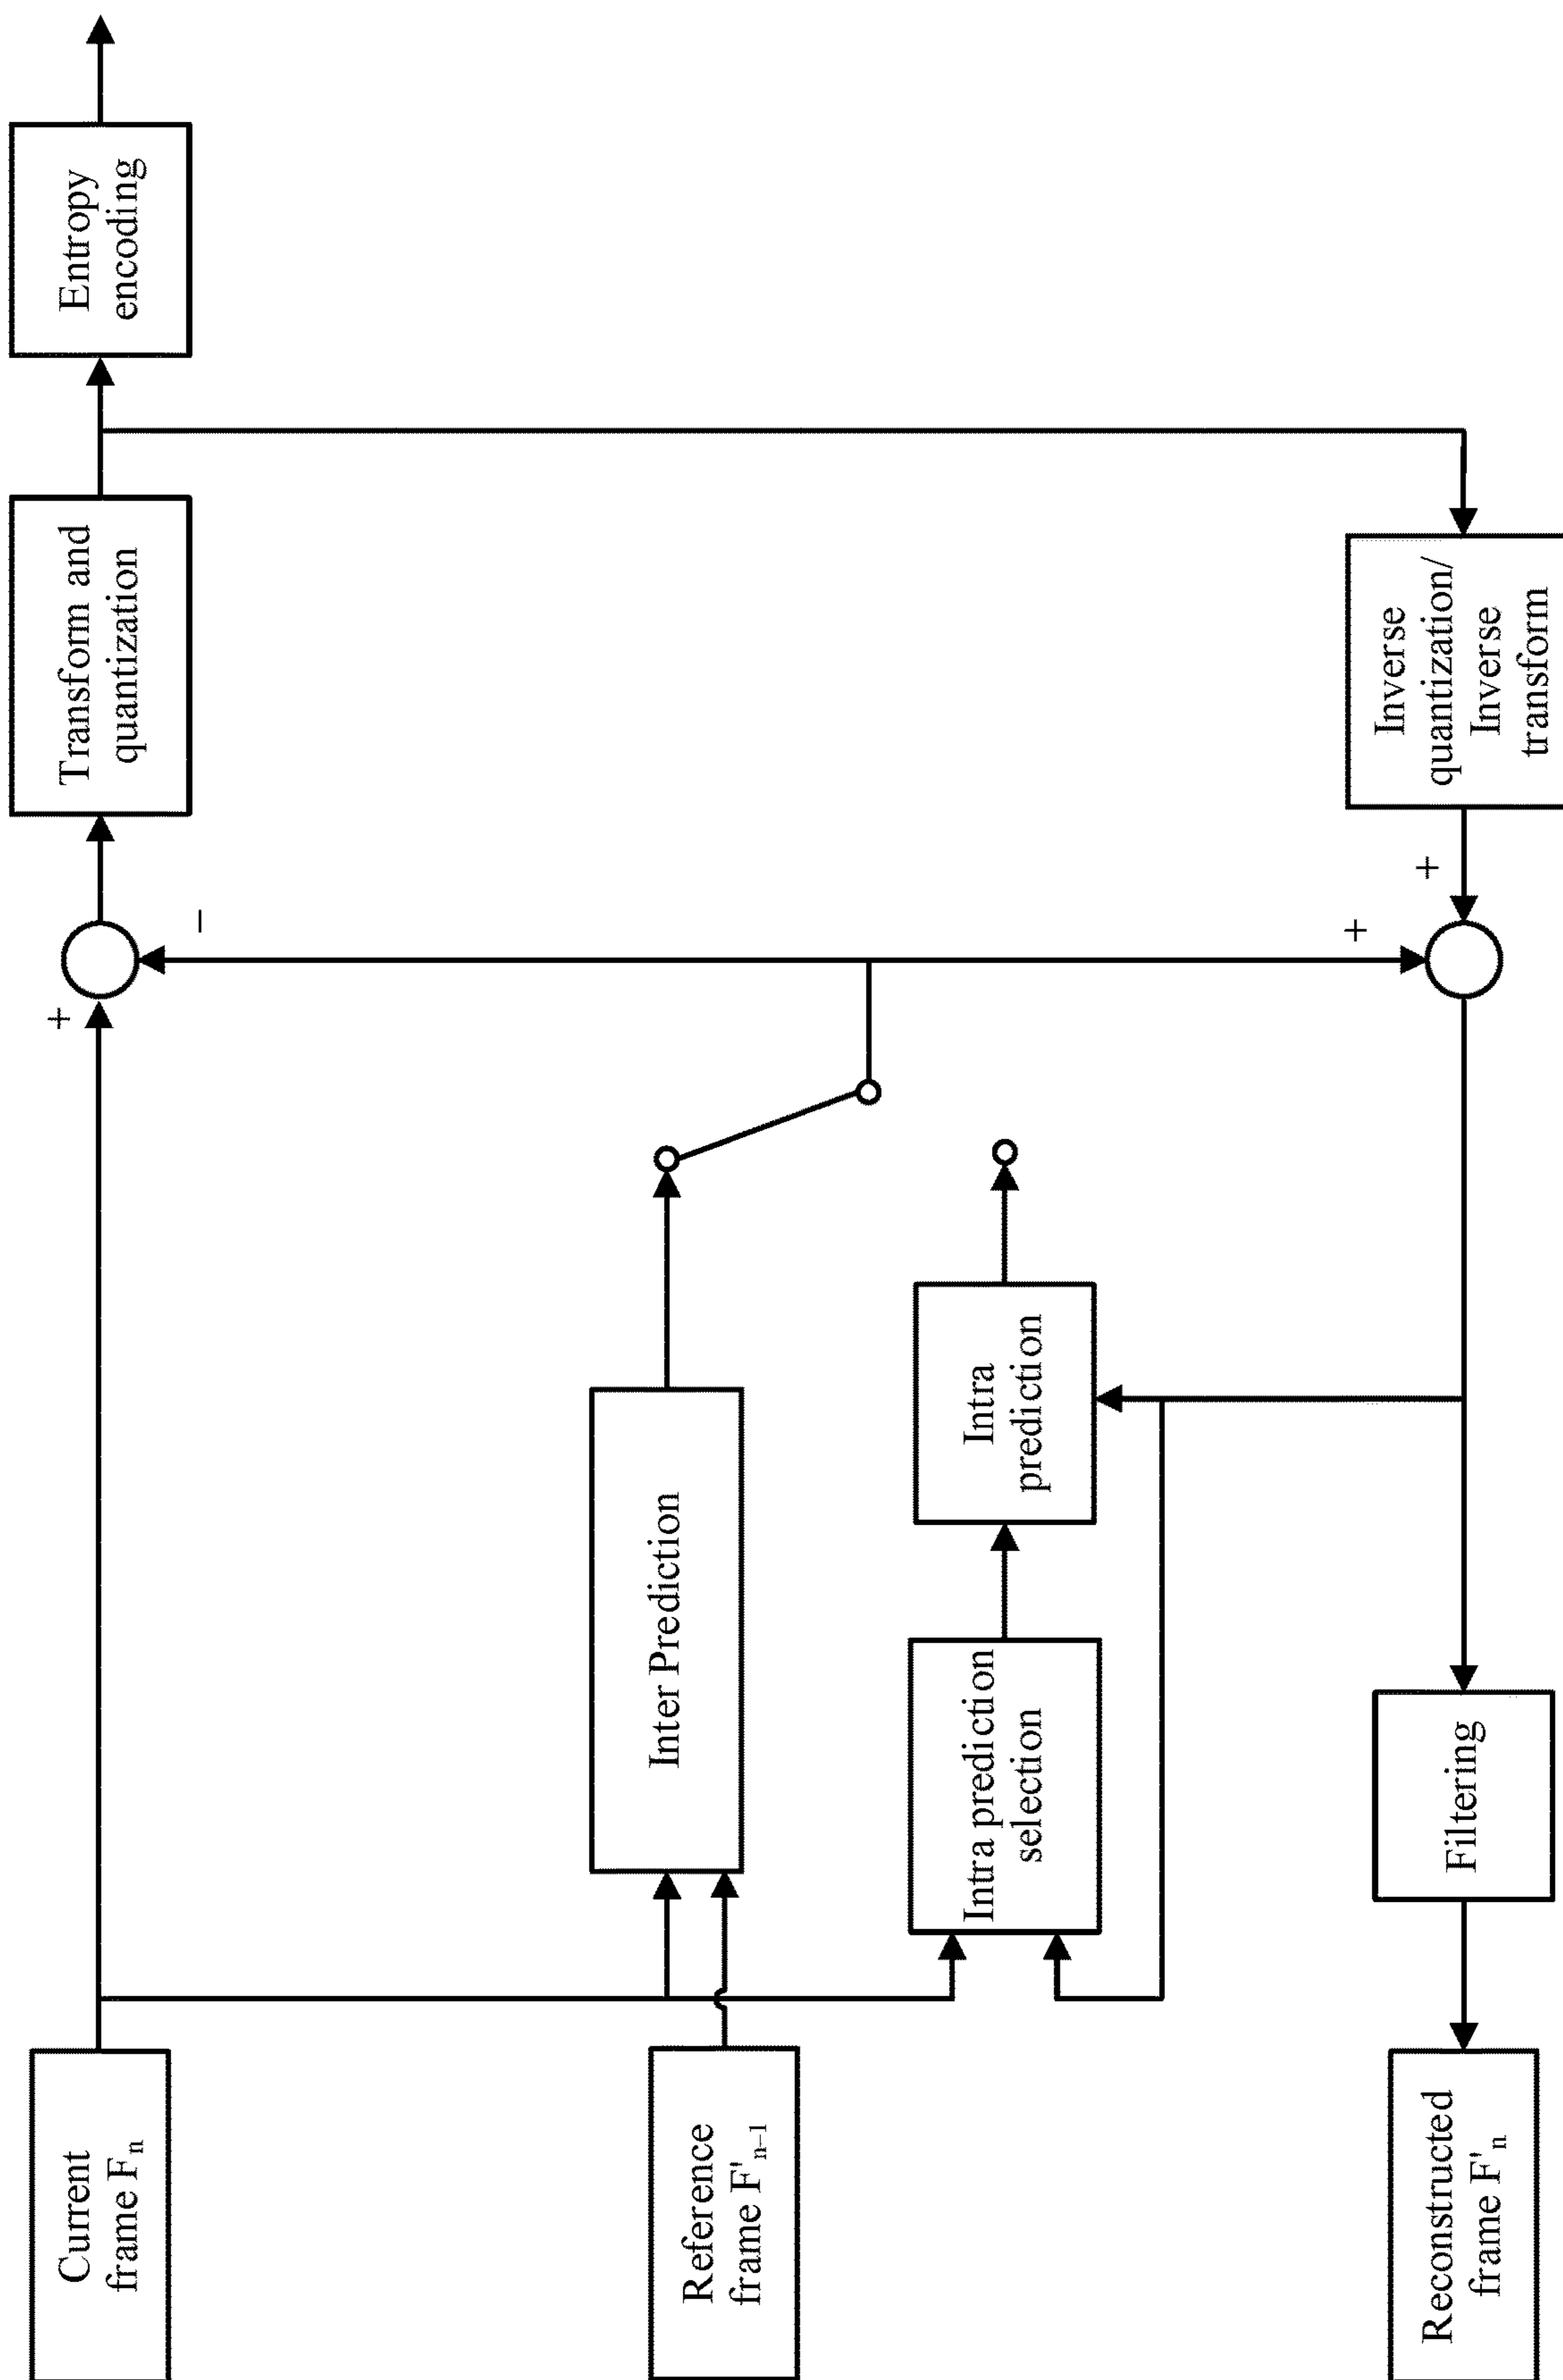 Current
frame Fn
+
−
Transform and
quantization
Entropy
encoding
Reference
frame F'n−1
Inter Prediction
Intra prediction
selection
Intra
prediction
+
+
Reconstructed
frame F'n
Filtering
Inverse
quantization/
Inverse
transform